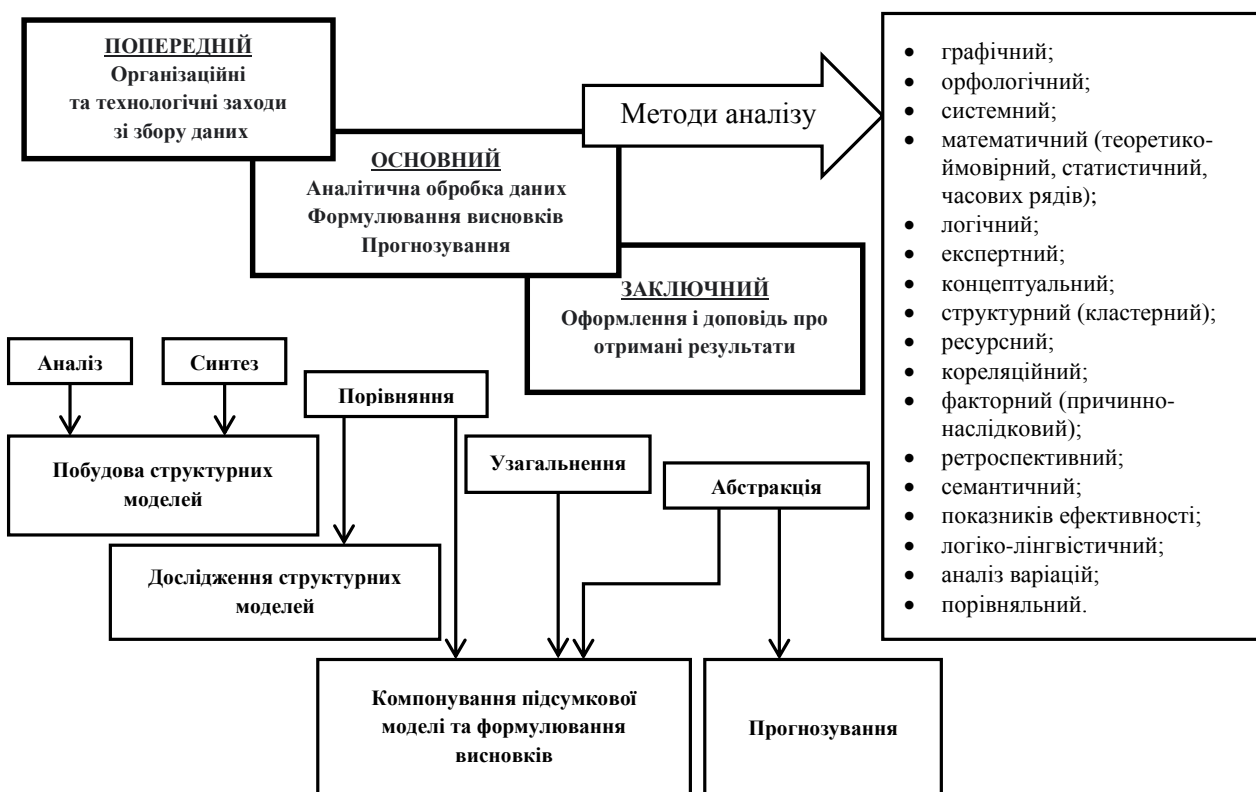 ПОПЕРЕДНІЙ
Організаційні
та технологічні заходи
зі збору даних
ОСНОВНИЙ
Аналітична обробка даних
Формулювання висновків
Прогнозування
ЗАКЛЮЧНИЙ
Оформлення і доповідь про
отримані результати
Методи аналізу
• графічний;
• орфологічний;
• системний;
• математичний (теоретико-
ймовірний, статистичний,
часових рядів);
• логічний;
• експертний;
• концептуальний;
• структурний (кластерний);
• ресурсний;
• кореляційний;
• факторний (причинно-
наслідковий);
• ретроспективний;
• семантичний;
• показників ефективності;
• логіко-лінгвістичний;
• аналіз варіацій;
• порівняльний.
Аналіз
Синтез
Порівняння
Узагальнення
Абстракція
Побудова структурних
моделей
Дослідження структурних
моделей
Компонування підсумкової
моделі та формулювання
висновків
Прогнозування